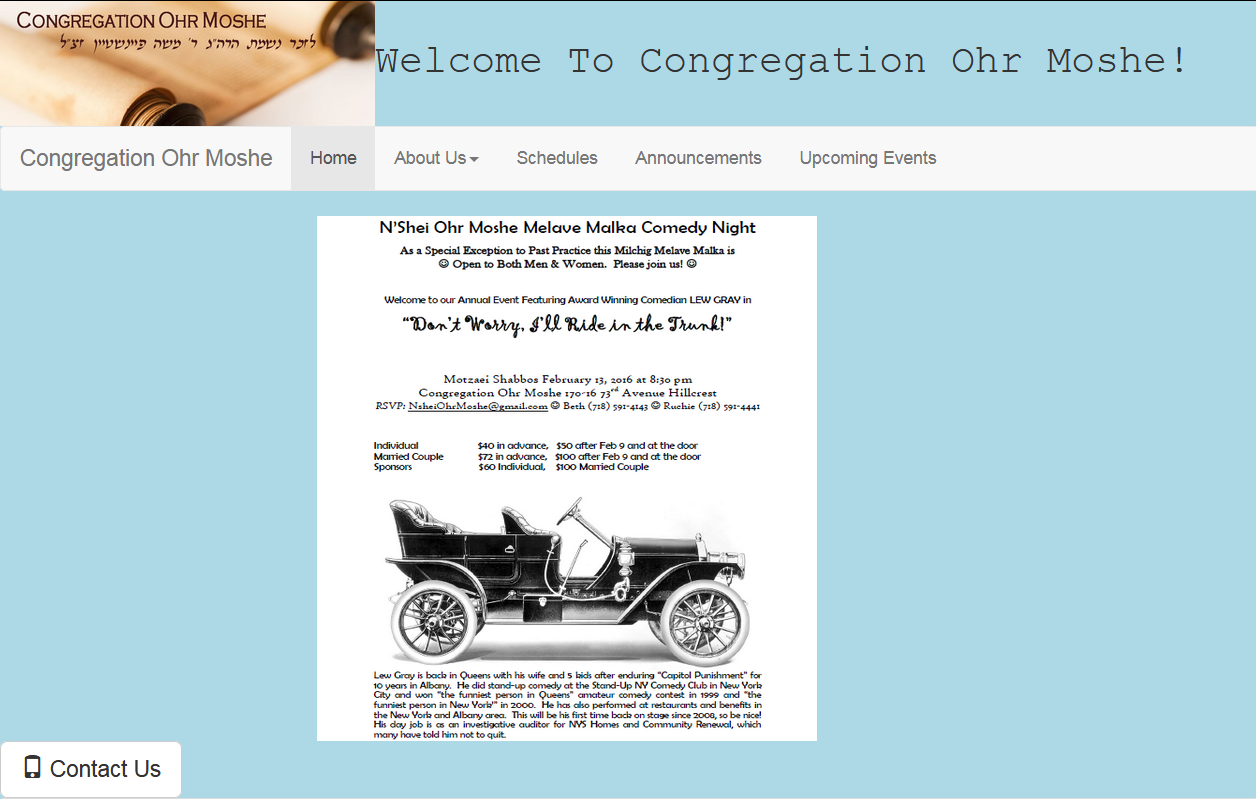 CONGREGATION OHR MOSHE
לזכר נשמת הרה"ג ר' משה פיינשטיין זצ"ל
Welcome To Congregation Ohr Moshe!
Congregation Ohr Moshe Home About Us Schedules Announcements Upcoming Events
N'Shei Ohr Moshe Melave Malka Comedy Night
As a Special Exception to Past Practice this Milchig Melave Malka is
☺ Open to Both Men & Women. Please join us! ☺
Welcome to our Annual Event Featuring Award Winning Comedian LEW GRAY in
"Don't Worry, I'll Ride in the Trunk!"
Motzaei Shabbos February 13, 2016 at 8:30 pm
Congregation Ohr Moshe 170-16 73rd Avenue Hillcrest
RSVP: NsheiOhrMoshe@gmail.com ☺ Beth (718) 591-4143 ☺ Ruchie (718) 591-4441
Individual $40 in advance, $50 after Feb 9 and at the door
Married Couple $72 in advance, $100 after Feb 9 and at the door
Sponsors $60 Individual, $100 Married Couple
Lew Gray is back in Queens with his wife and 5 kids after enduring "Capitol Punishment" for
10 years in Albany. He did stand-up comedy at the Stand-Up NY Comedy Club in New York
City and won "the funniest person in Queens" amateur comedy contest in 1999 and "the
funniest person in New York'" in 2000. He has also performed at restaurants and benefits in
the New York and Albany area. This will be his first time back on stage since 2008, so be nice!
His day job is as an investigative auditor for NYS Homes and Community Renewal, which
many have told him not to quit.
Contact Us